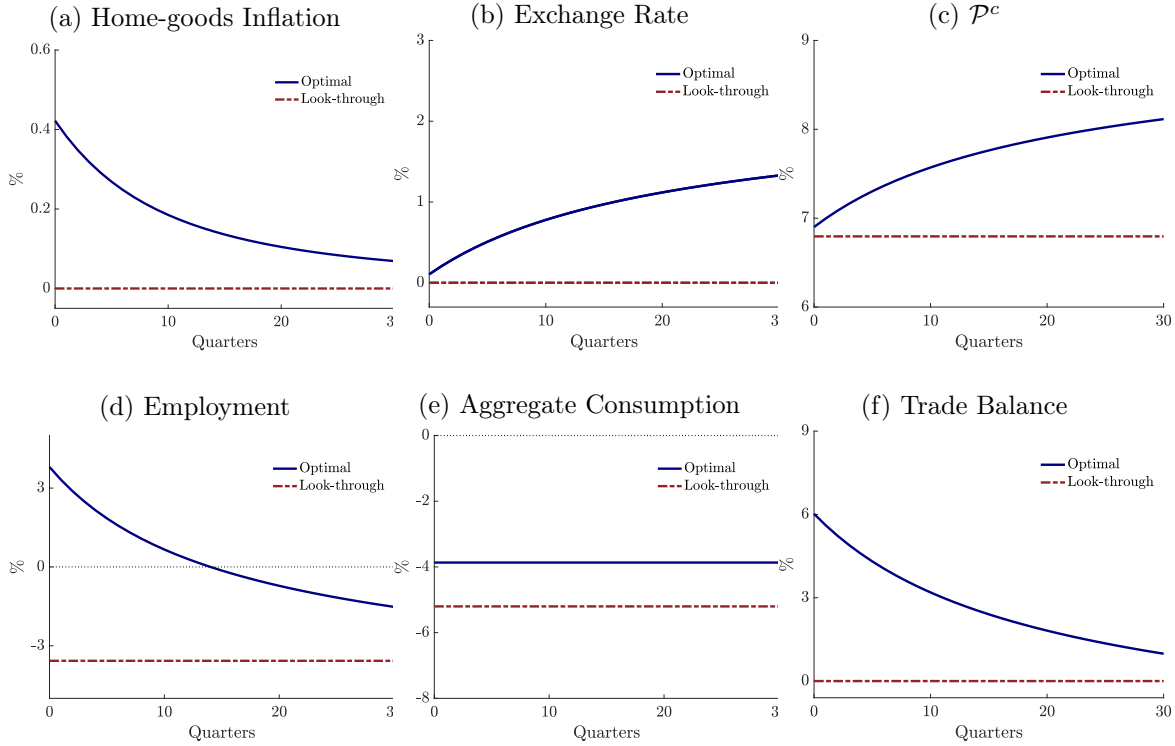 (a) Home-goods Inflation
0.6
0.4
0.2
0
%
Optimal
Look-through
0 10 20 3
Quarters
(b) Exchange Rate
3
2
1
0
%
Optimal
Look-through
0 10 20 3
Quarters
(c) 𝒫ᶜ
9
8
7
6
%
Optimal
Look-through
0 10 20 30
Quarters
(d) Employment
3
0
-3
%
Optimal
Look-through
0 10 20 3
Quarters
(e) Aggregate Consumption
0
-2
-4
-6
-8
%
Optimal
Look-through
0 10 20 3
Quarters
(f) Trade Balance
9
6
3
0
%
Optimal
Look-through
0 10 20 30
Quarters